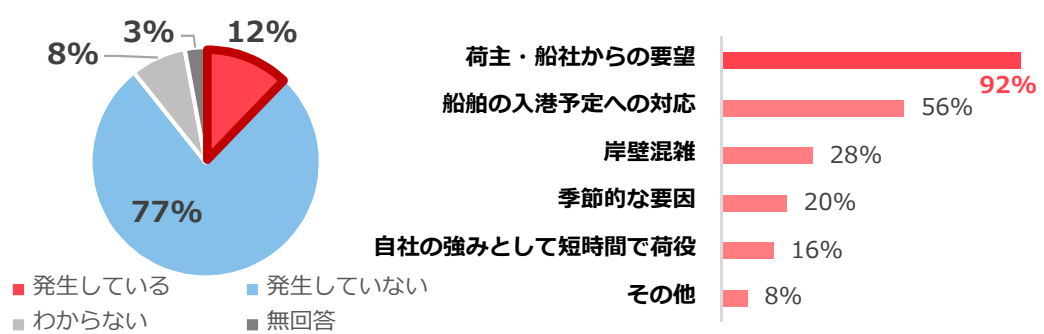 3%
12%
8%
77%
発生している
発生していない
わからない
無回答
荷主・船社からの要望
92%
船舶の入港予定への対応
56%
岸壁混雑
28%
季節的な要因
20%
自社の強みとして短時間で荷役
16%
その他
8%